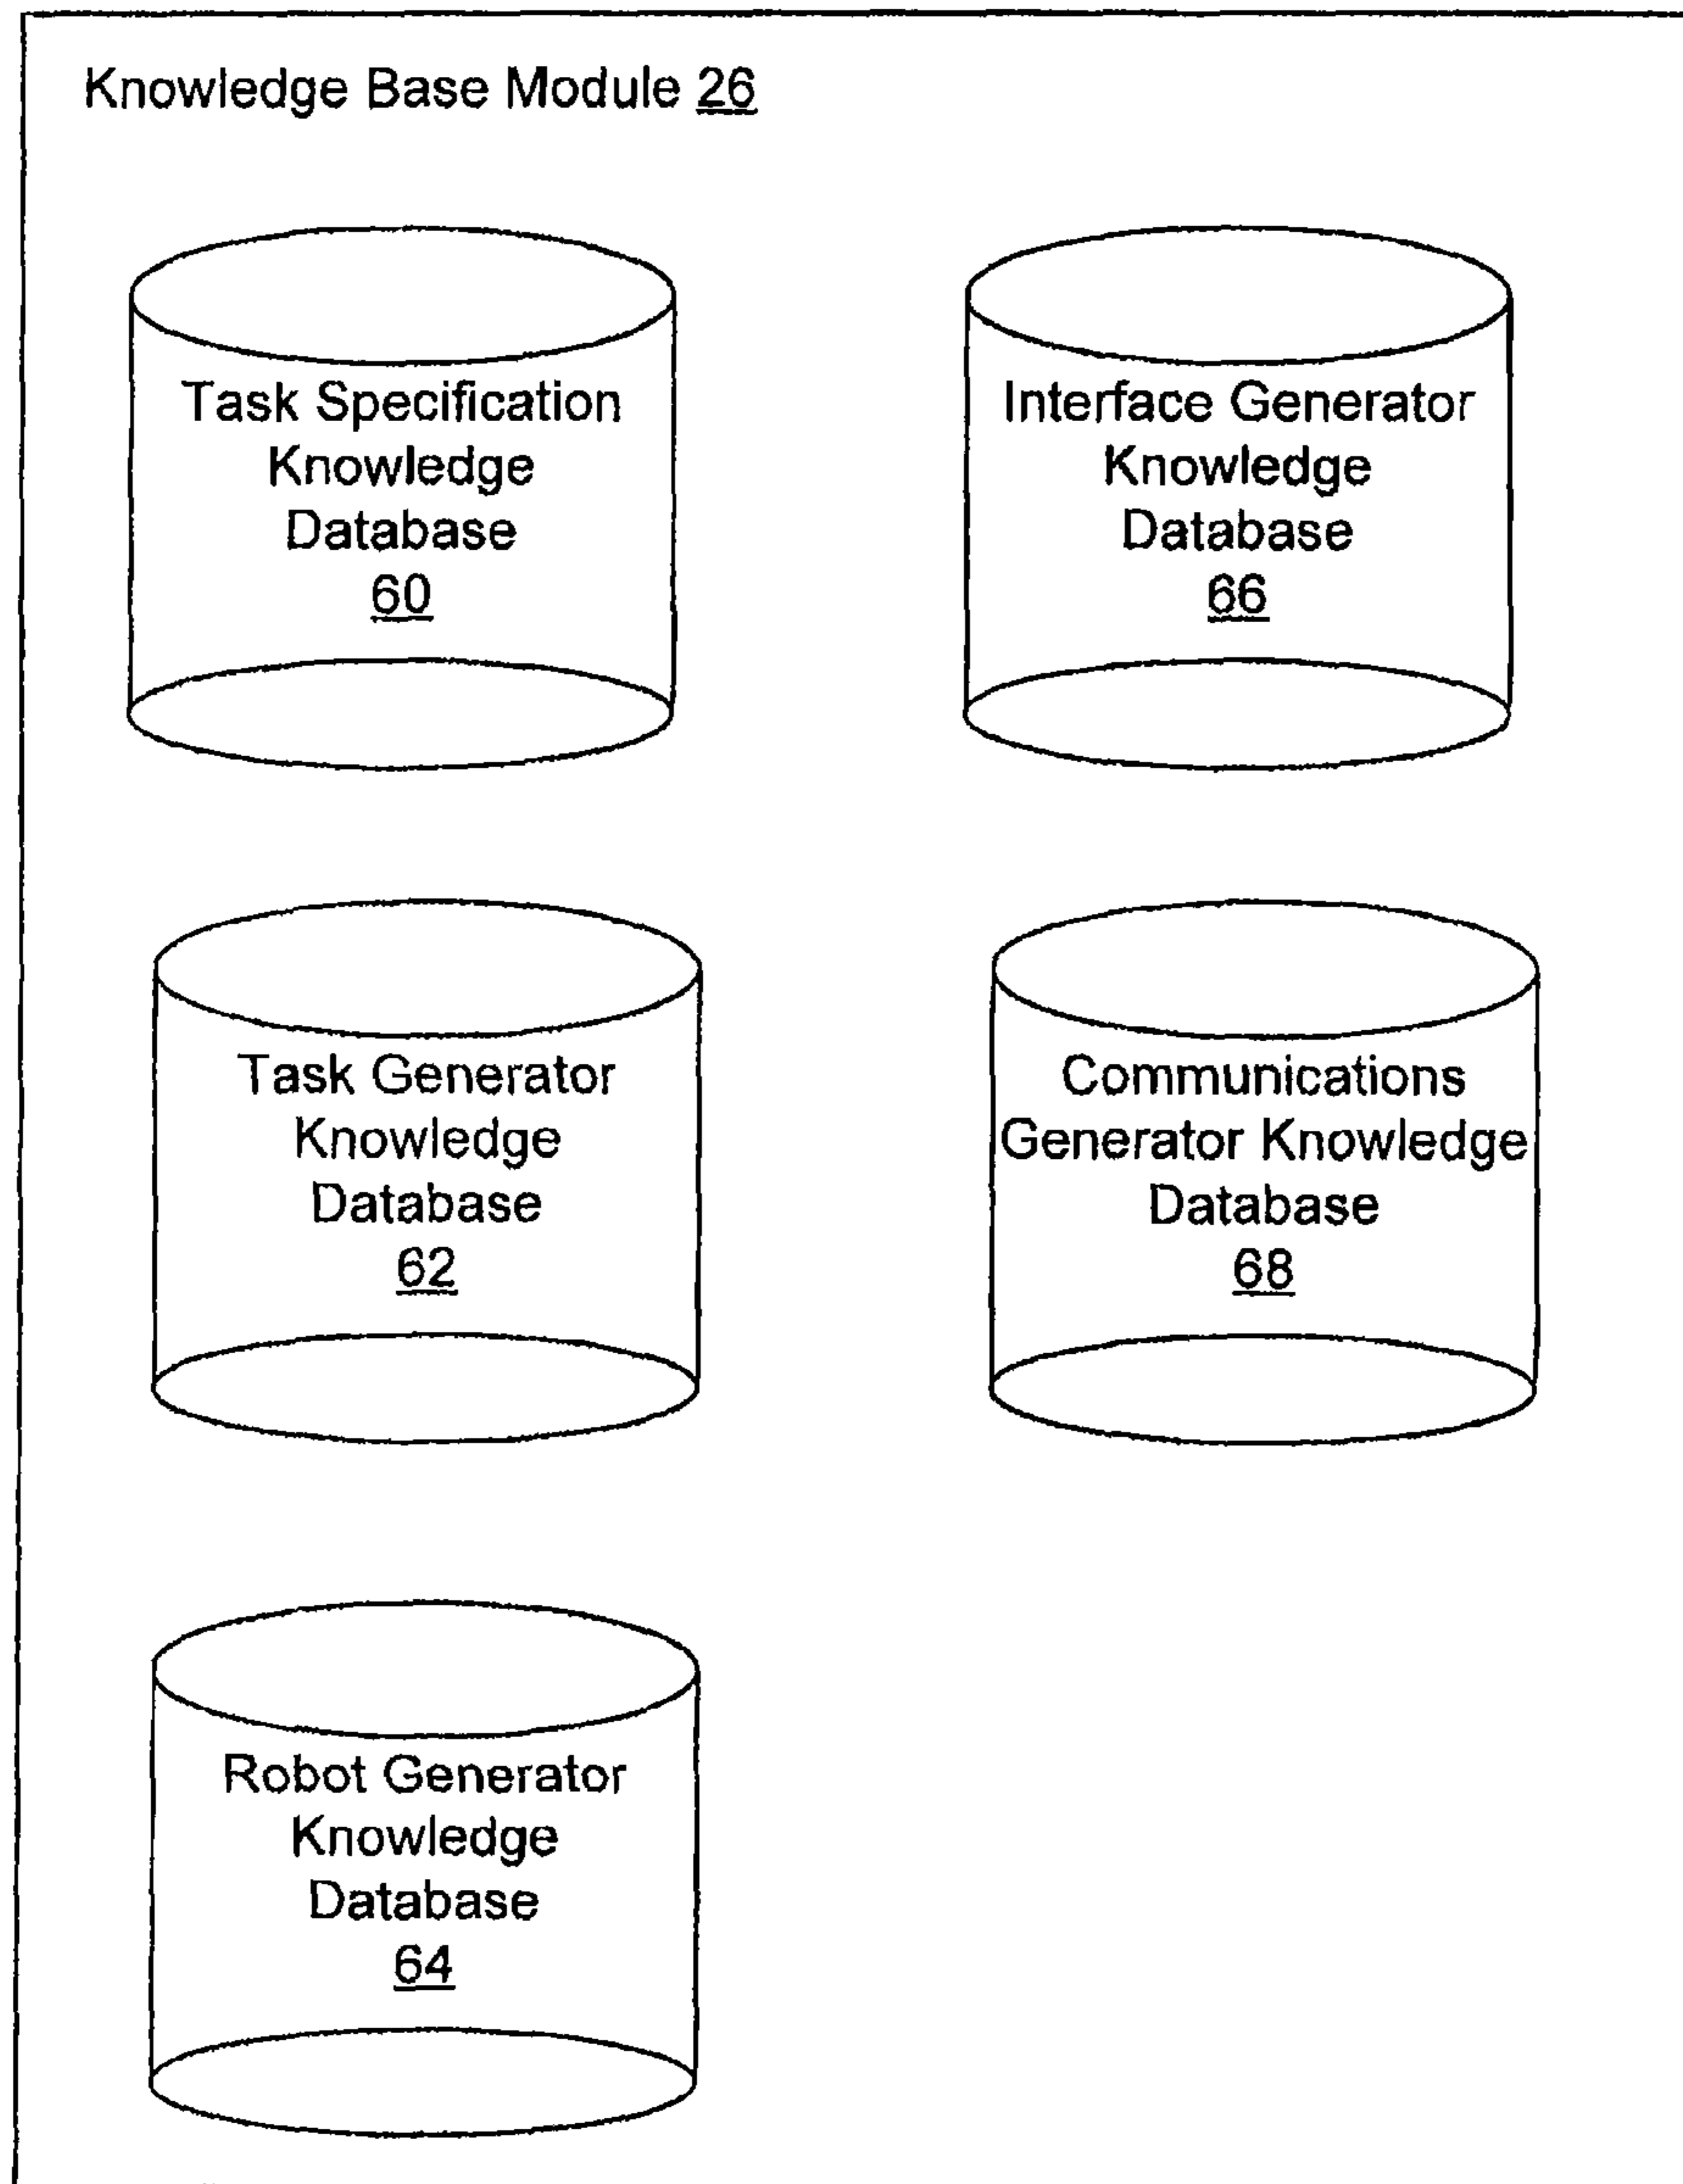 Knowledge Base Module 26
Task Specification
Knowledge
Database
60
Interface Generator
Knowledge
Database
66
Task Generator
Knowledge
Database
62
Communications
Generator Knowledge
Database
68
Robot Generator
Knowledge
Database
64